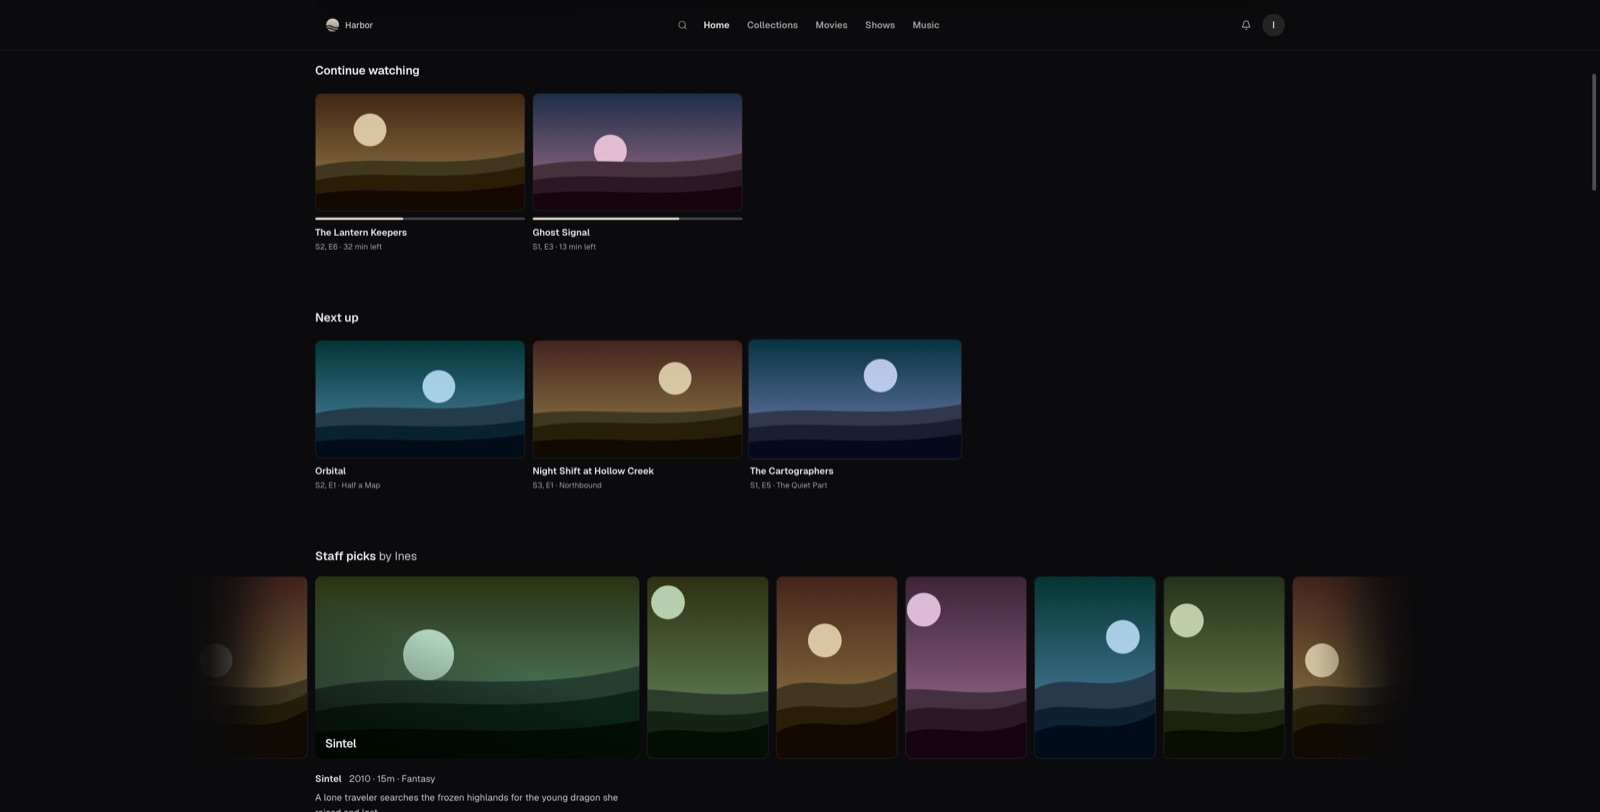 Harbor
Home Collections Movies Shows Music
I
Continue watching
The Lantern Keepers
S2, E6 · 32 min left
Ghost Signal
S1, E3 · 13 min left
Next up
Orbital
S2, E1 · Half a Map
Night Shift at Hollow Creek
S3, E1 · Northbound
The Cartographers
S1, E5 · The Quiet Part
Staff picks by Ines
Sintel
Sintel 2010 · 15m · Fantasy
A lone traveler searches the frozen highlands for the young dragon she
raised and lost